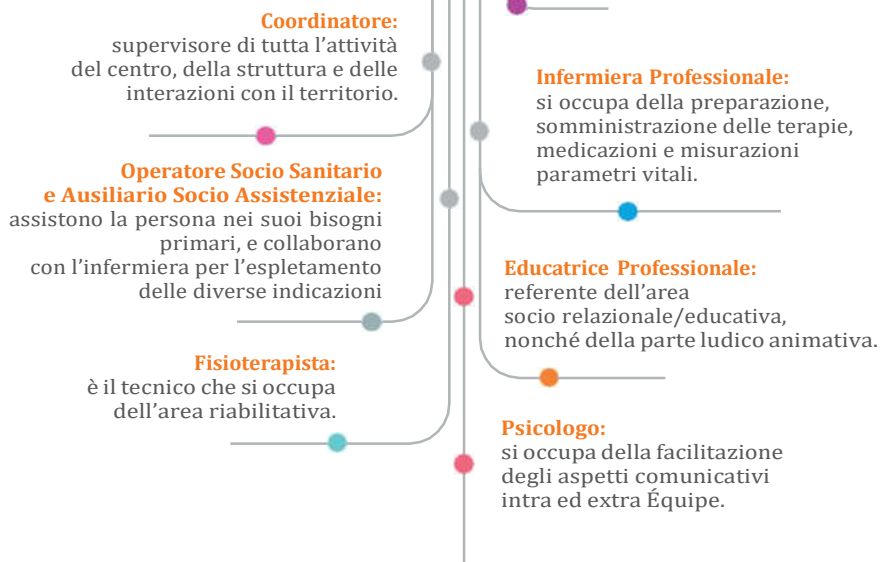 Coordinatore:
supervisore di tutta l'attività
del centro, della struttura e delle
interazioni con il territorio.
Operatore Socio Sanitario
e Ausiliario Socio Assistenziale:
assistono la persona nei suoi bisogni
primari, e collaborano
con l'infermiera per l'espletamento
delle diverse indicazioni
Fisioterapista:
è il tecnico che si occupa
dell'area riabilitativa.
Infermiera Professionale:
si occupa della preparazione,
somministrazione delle terapie,
medicazioni e misurazioni
parametri vitali.
Educatrice Professionale:
referente dell'area
socio relazionale/educativa,
nonché della parte ludico animativa.
Psicologo:
si occupa della facilitazione
degli aspetti comunicativi
intra ed extra Équipe.